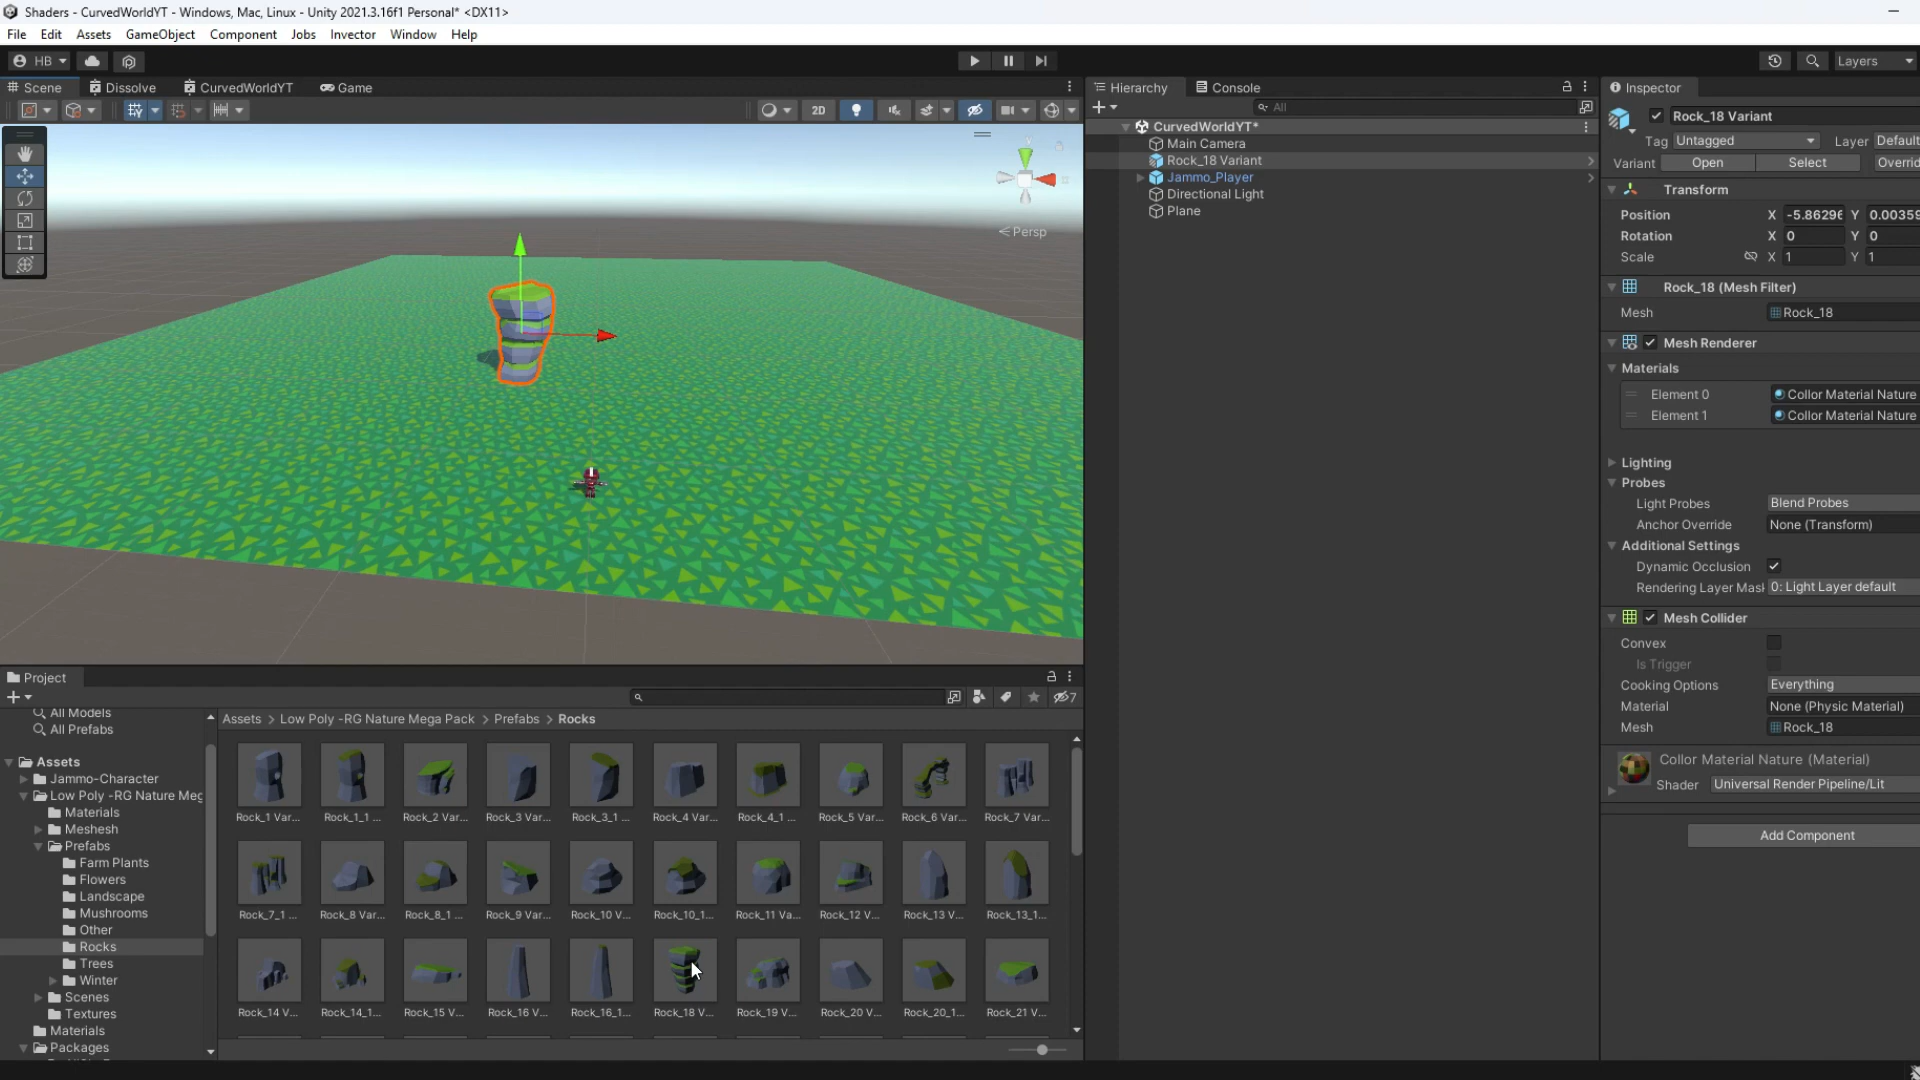 Shaders - CurvedWorldYT - Windows, Mac, Linux - Unity 2021.3.16f1 Personal* <DX11>
File Edit Assets GameObject Component Jobs Invector Window Help
HB Layers
Scene Dissolve CurvedWorldYT Game
2D
Persp
Hierarchy Console
All
CurvedWorldYT*
Main Camera
Rock_18 Variant
Jammo_Player
Directional Light
Plane
Inspector
Rock_18 Variant
Tag Untagged Layer Default
Variant Open Select Overri
Transform
Position X -5.8629 Y 0.00359
Rotation X 0 Y 0
Scale X 1 Y 1
Rock_18 (Mesh Filter)
Mesh Rock_18
Mesh Renderer
Materials
Element 0 Collor Material Nature
Element 1 Collor Material Nature
Lighting
Probes
Light Probes Blend Probes
Anchor Override None (Transform)
Additional Settings
Dynamic Occlusion
Rendering Layer Mask 0: Light Layer default
Mesh Collider
Convex
Is Trigger
Cooking Options Everything
Material None (Physic Material)
Mesh Rock_18
Collor Material Nature (Material)
Shader Universal Render Pipeline/Lit
Add Component
Project
7
All Models
All Prefabs
Assets
Jammo-Character
Low Poly -RG Nature Meg
Materials
Meshesh
Prefabs
Farm Plants
Flowers
Landscape
Mushrooms
Other
Rocks
Trees
Winter
Scenes
Textures
Materials
Packages
Assets > Low Poly -RG Nature Mega Pack > Prefabs > Rocks
Rock_1 Var... Rock_1_1 ... Rock_2 Var... Rock_3 Var... Rock_3_1 ... Rock_4 Var... Rock_4_1 ... Rock_5 Var... Rock_6 Var... Rock_7 Var...
Rock_7_1 ... Rock_8 Var... Rock_8_1 ... Rock_9 Var... Rock_10 V... Rock_10_1... Rock_11 Va... Rock_12 V... Rock_13 V... Rock_13_1...
Rock_14 V... Rock_14_1... Rock_15 V... Rock_16 V... Rock_16_1... Rock_18 V... Rock_19 V... Rock_20 V... Rock_20_1... Rock_21 V...